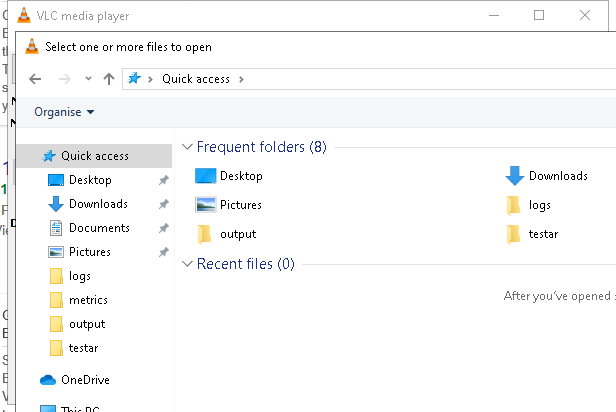 VLC media player
Select one or more files to open
Quick access
Organise
Quick access
Desktop
Downloads
Documents
Pictures
logs
metrics
output
testar
OneDrive
This PC
Frequent folders (8)
Desktop
Downloads
Pictures
logs
output
testar
Recent files (0)
After you've opened